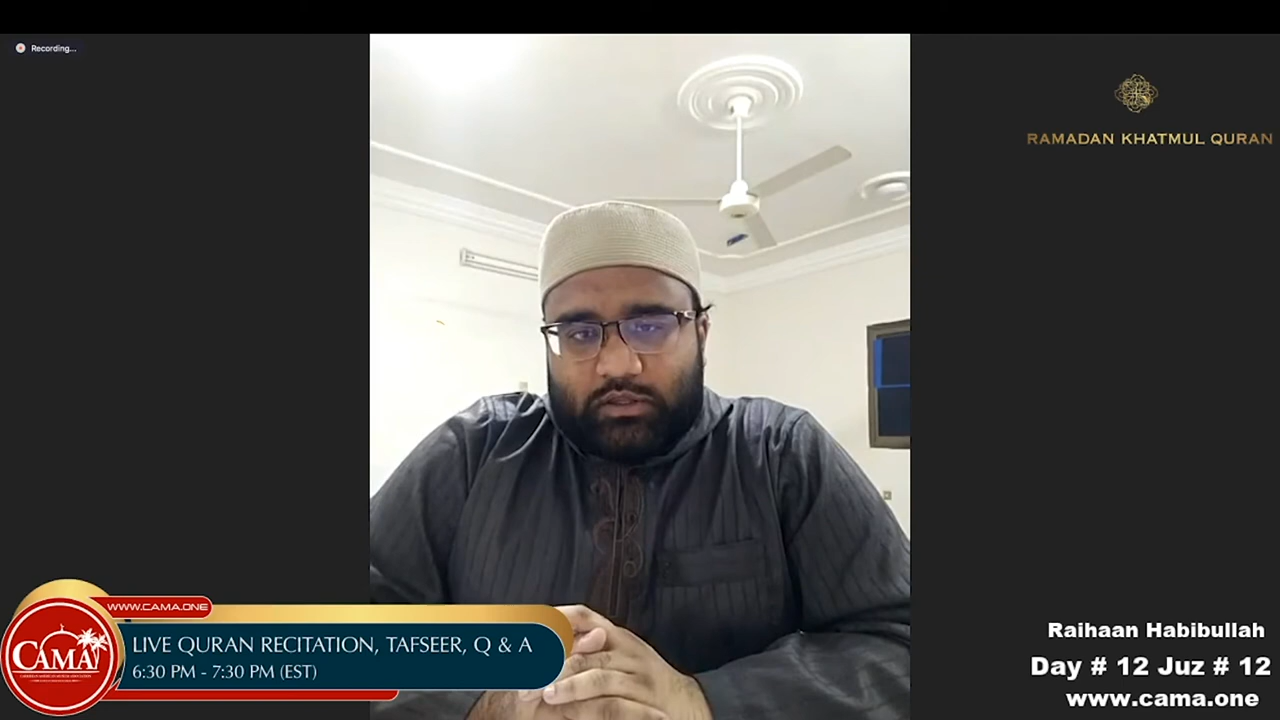 Recording...
RAMADAN KHATMUL QURAN
WWW.CAMA.ONE
LIVE QURAN RECITATION, TAFSEER, Q & A
6:30 PM - 7:30 PM (EST)
CAMA
Raihaan Habibullah
Day # 12 Juz # 12
www.cama.one